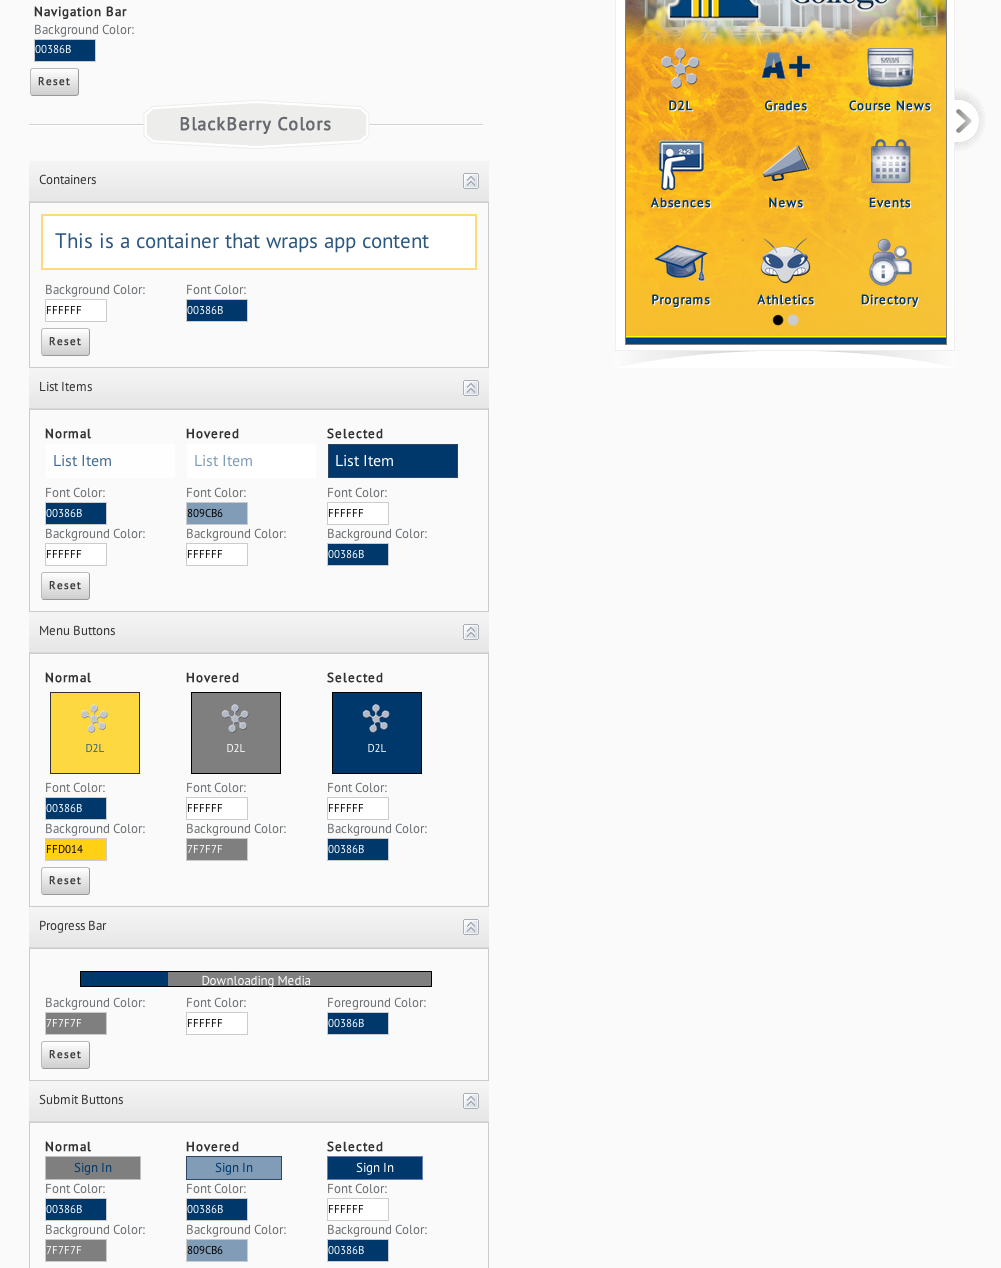 Navigation Bar
Background Color:
00386B
Reset
BlackBerry Colors
Containers
This is a container that wraps app content
Background Color: Font Color:
FFFFFF 00386B
Reset
List Items
Normal Hovered Selected
List Item List Item List Item
Font Color: Font Color: Font Color:
00386B 809CB6 FFFFFF
Background Color: Background Color: Background Color:
FFFFFF FFFFFF 00386B
Reset
Menu Buttons
Normal Hovered Selected
D2L D2L D2L
Font Color: Font Color: Font Color:
00386B FFFFFF FFFFFF
Background Color: Background Color: Background Color:
FFD014 7F7F7F 00386B
Reset
Progress Bar
Downloading Media
Background Color: Font Color: Foreground Color:
7F7F7F FFFFFF 00386B
Reset
Submit Buttons
Normal Hovered Selected
Sign In Sign In Sign In
Font Color: Font Color: Font Color:
00386B 00386B FFFFFF
Background Color: Background Color: Background Color:
7F7F7F 809CB6 00386B
College
A+
D2L Grades Course News
2+2=
Absences News Events
Programs Athletics Directory